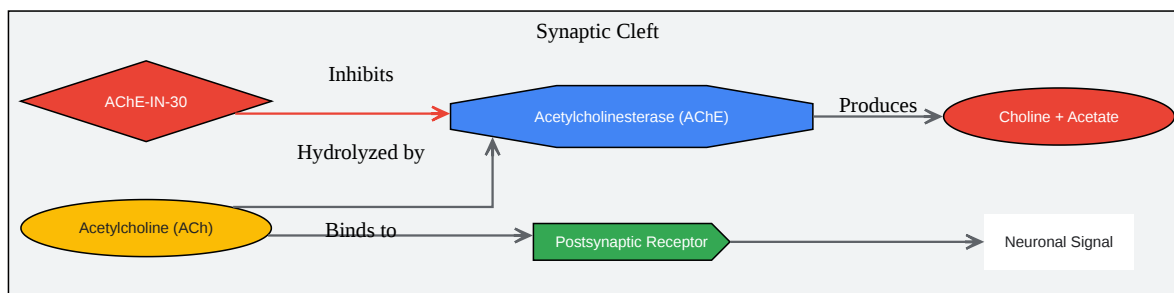 Synaptic Cleft
Inhibits
AChE-IN-30
Acetylcholinesterase (AChE)
Produces
Choline + Acetate
Hydrolyzed by
Acetylcholine (ACh)
Binds to
Postsynaptic Receptor
Neuronal Signal